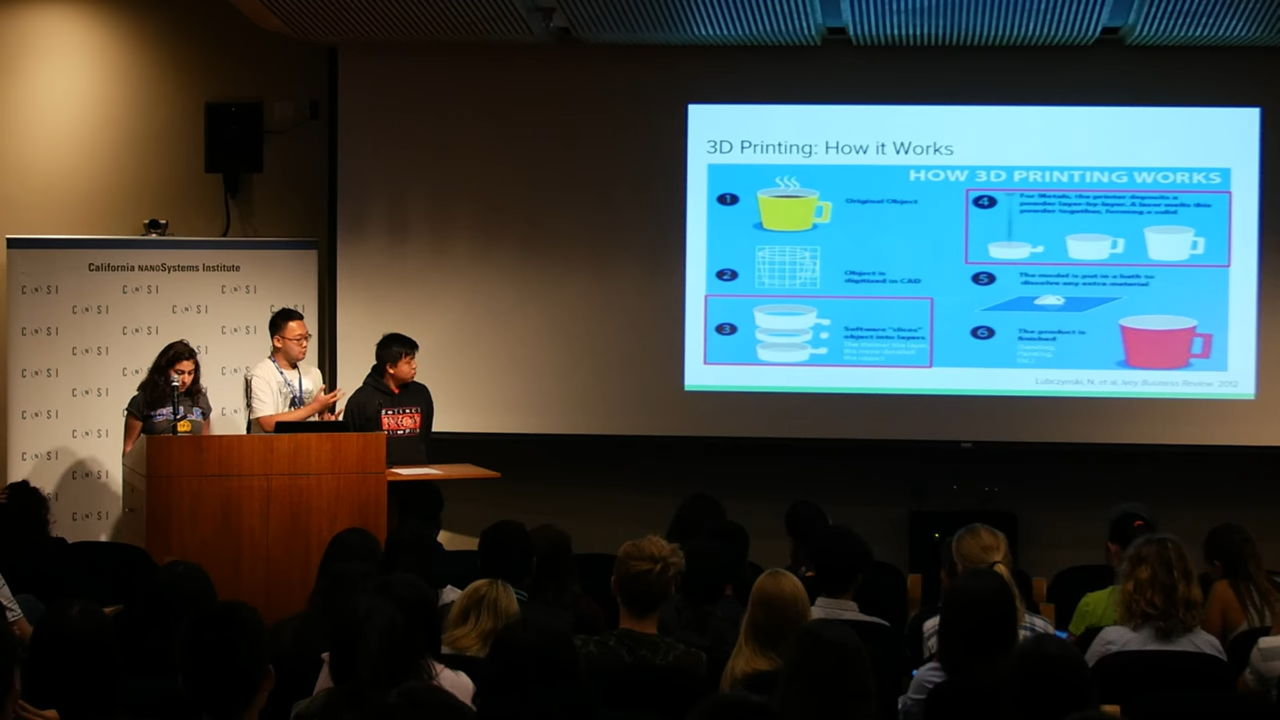 California NANOSystems Institute
CNSI
3D Printing: How it Works
HOW 3D PRINTING WORKS
1
Original Object
2
Object is
digitized in CAD
3
Software "slices"
object into layers.
4
For Metals, the printer deposits a
powder layer-by-layer. A laser melts this
powder together, forming a solid
5
The model is put in a bath to
dissolve any extra material
6
The product is
finished
Lubczynski, N. et al, Ivey Business Review. 2012